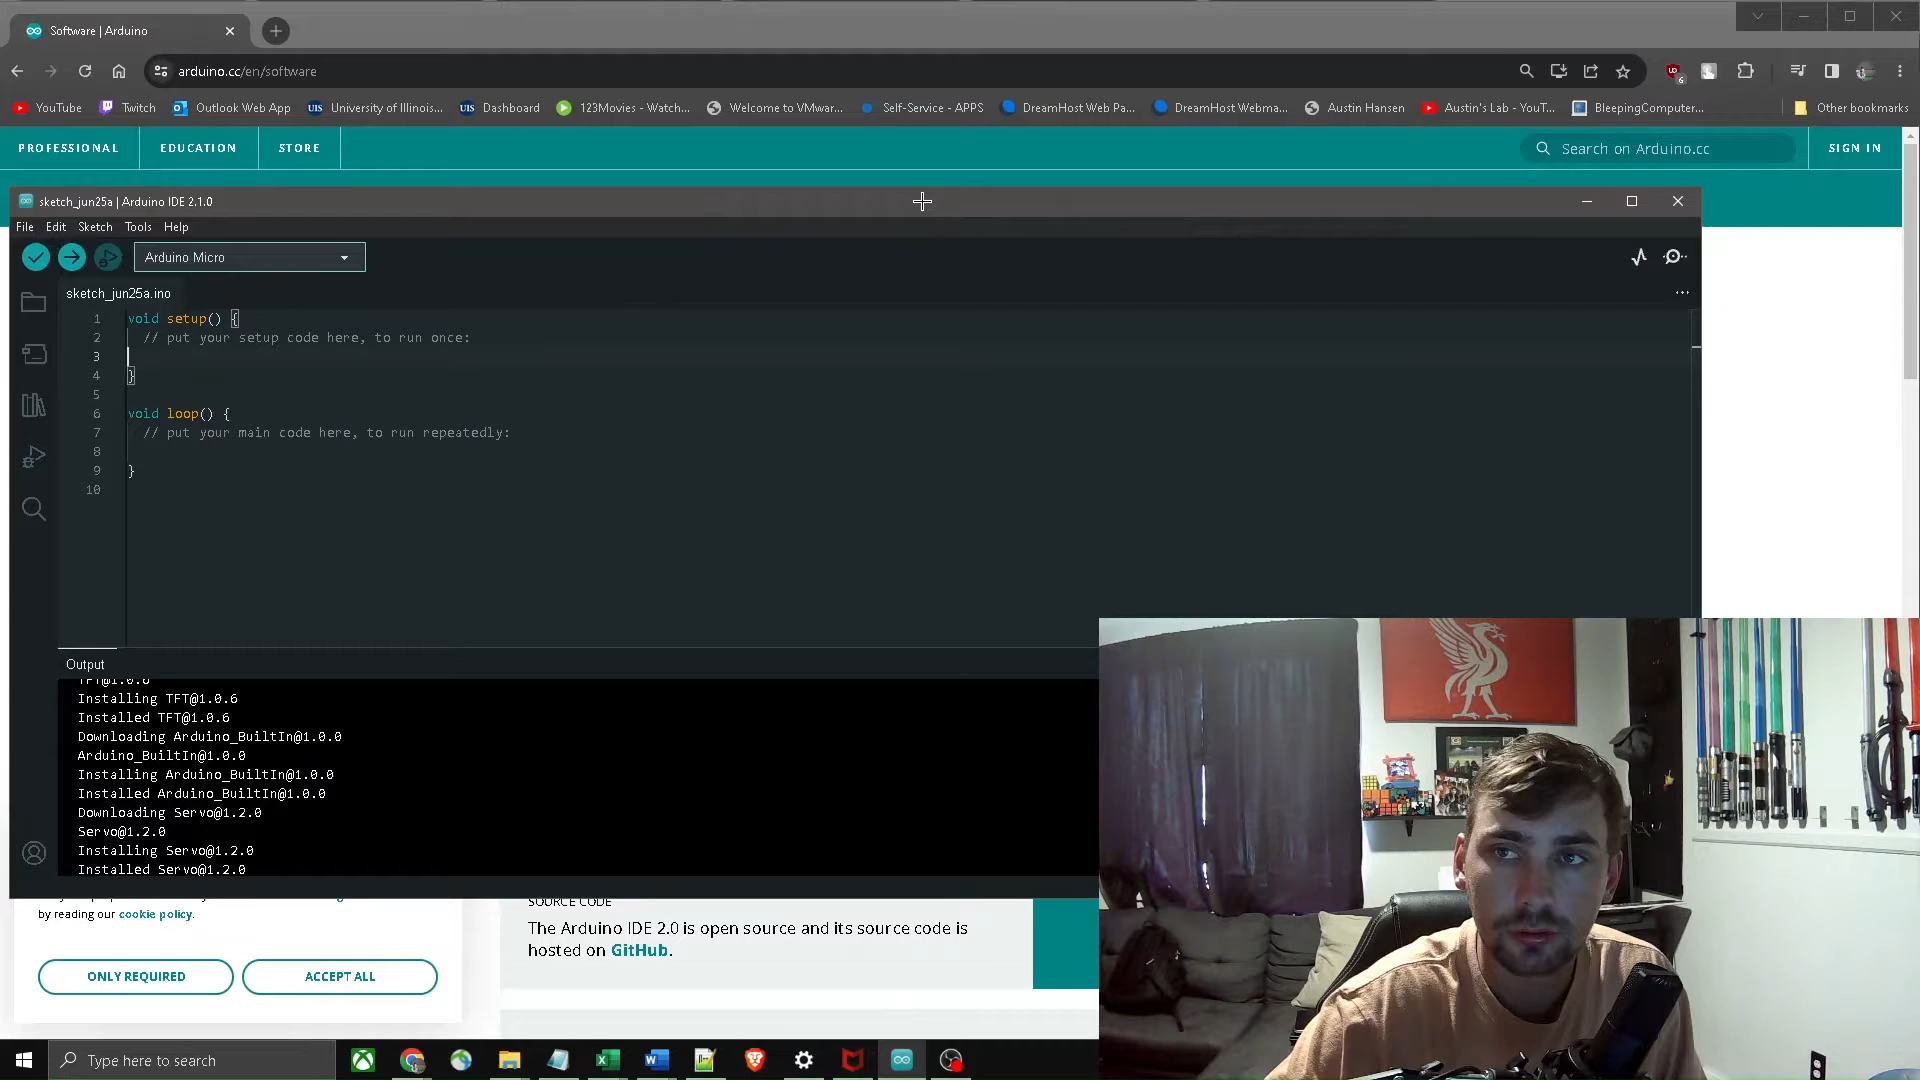 Software | Arduino
arduino.cc/en/software
YouTube
Twitch
Outlook Web App
University of Illinois...
Dashboard
123Movies - Watch...
Welcome to VMwar...
Self-Service - APPS
DreamHost Web Pa...
DreamHost Webma...
Austin Hansen
Austin's Lab - YouT...
BleepingComputer...
Other bookmarks
PROFESSIONAL
EDUCATION
STORE
Search on Arduino.cc
SIGN IN
sketch_jun25a | Arduino IDE 2.1.0
File Edit Sketch Tools Help
Arduino Micro
sketch_jun25a.ino
...
1 void setup() {
2 // put your setup code here, to run once:
3
4 }
5
6 void loop() {
7 // put your main code here, to run repeatedly:
8
9 }
10
Output
TFT@1.0.6
Installing TFT@1.0.6
Installed TFT@1.0.6
Downloading Arduino_BuiltIn@1.0.0
Arduino_BuiltIn@1.0.0
Installing Arduino_BuiltIn@1.0.0
Installed Arduino_BuiltIn@1.0.0
Downloading Servo@1.2.0
Servo@1.2.0
Installing Servo@1.2.0
Installed Servo@1.2.0
by reading our cookie policy.
ONLY REQUIRED
ACCEPT ALL
SOURCE CODE
The Arduino IDE 2.0 is open source and its source code is
hosted on GitHub.
Type here to search